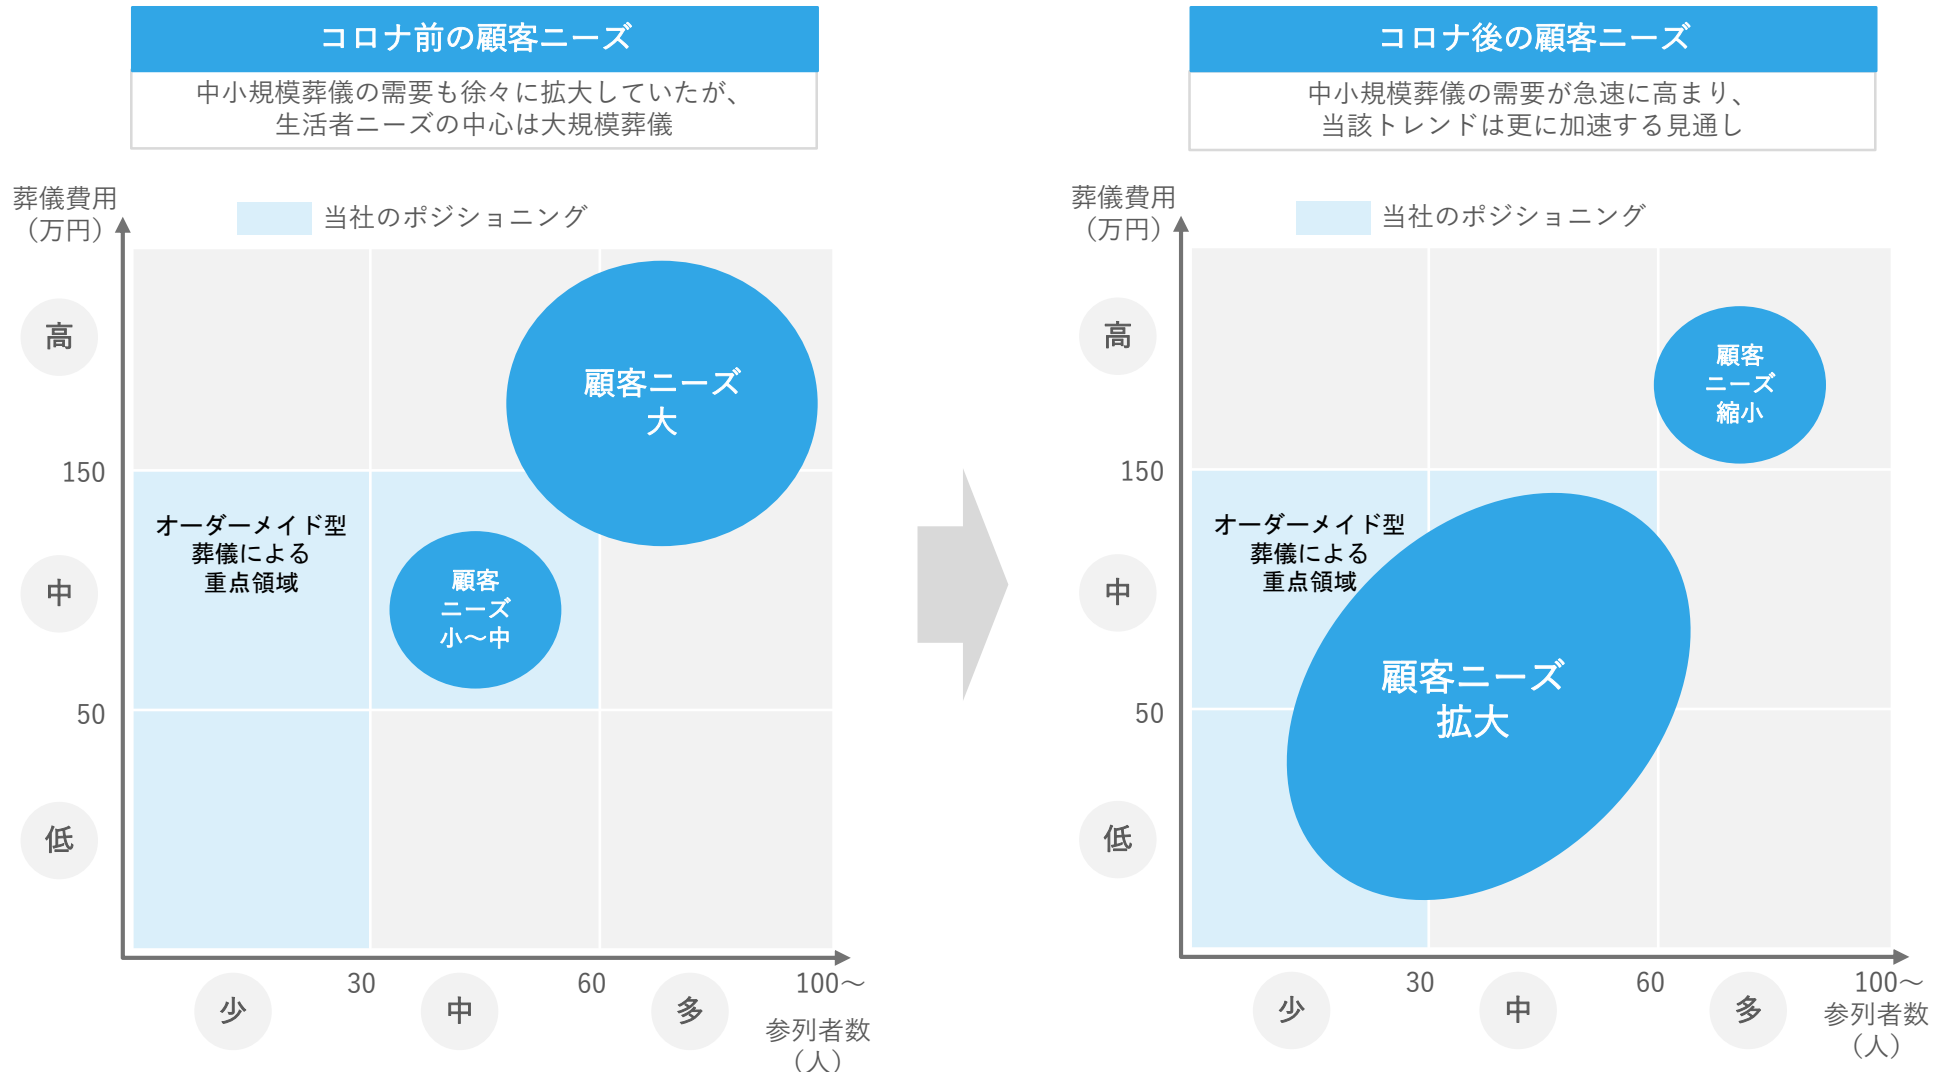 コロナ前の顧客ニーズ
中小規模葬儀の需要も徐々に拡大していたが、
生活者ニーズの中心は大規模葬儀
葬儀費用
（万円）
当社のポジショニング
高
150
中
50
低
顧客ニーズ
大
オーダーメイド型
葬儀による
重点領域
顧客
ニーズ
小～中
30
60
100～
少
中
多
参列者数
（人）
コロナ後の顧客ニーズ
中小規模葬儀の需要が急速に高まり、
当該トレンドは更に加速する見通し
葬儀費用
（万円）
当社のポジショニング
高
150
中
50
低
顧客
ニーズ
縮小
オーダーメイド型
葬儀による
重点領域
顧客ニーズ
拡大
30
60
100～
少
中
多
参列者数
（人）